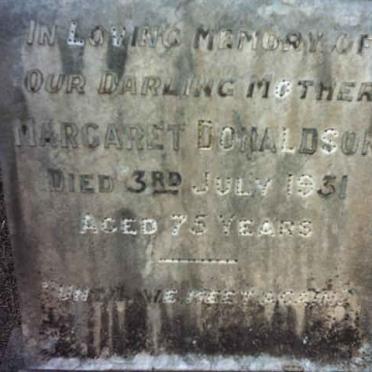 IN LOVING MEMORY OF
OUR DARLING MOTHER
MARGARET DONALDSON
DIED 3RD JULY 1931
AGED 75 YEARS
"UNTIL WE MEET AGAIN."